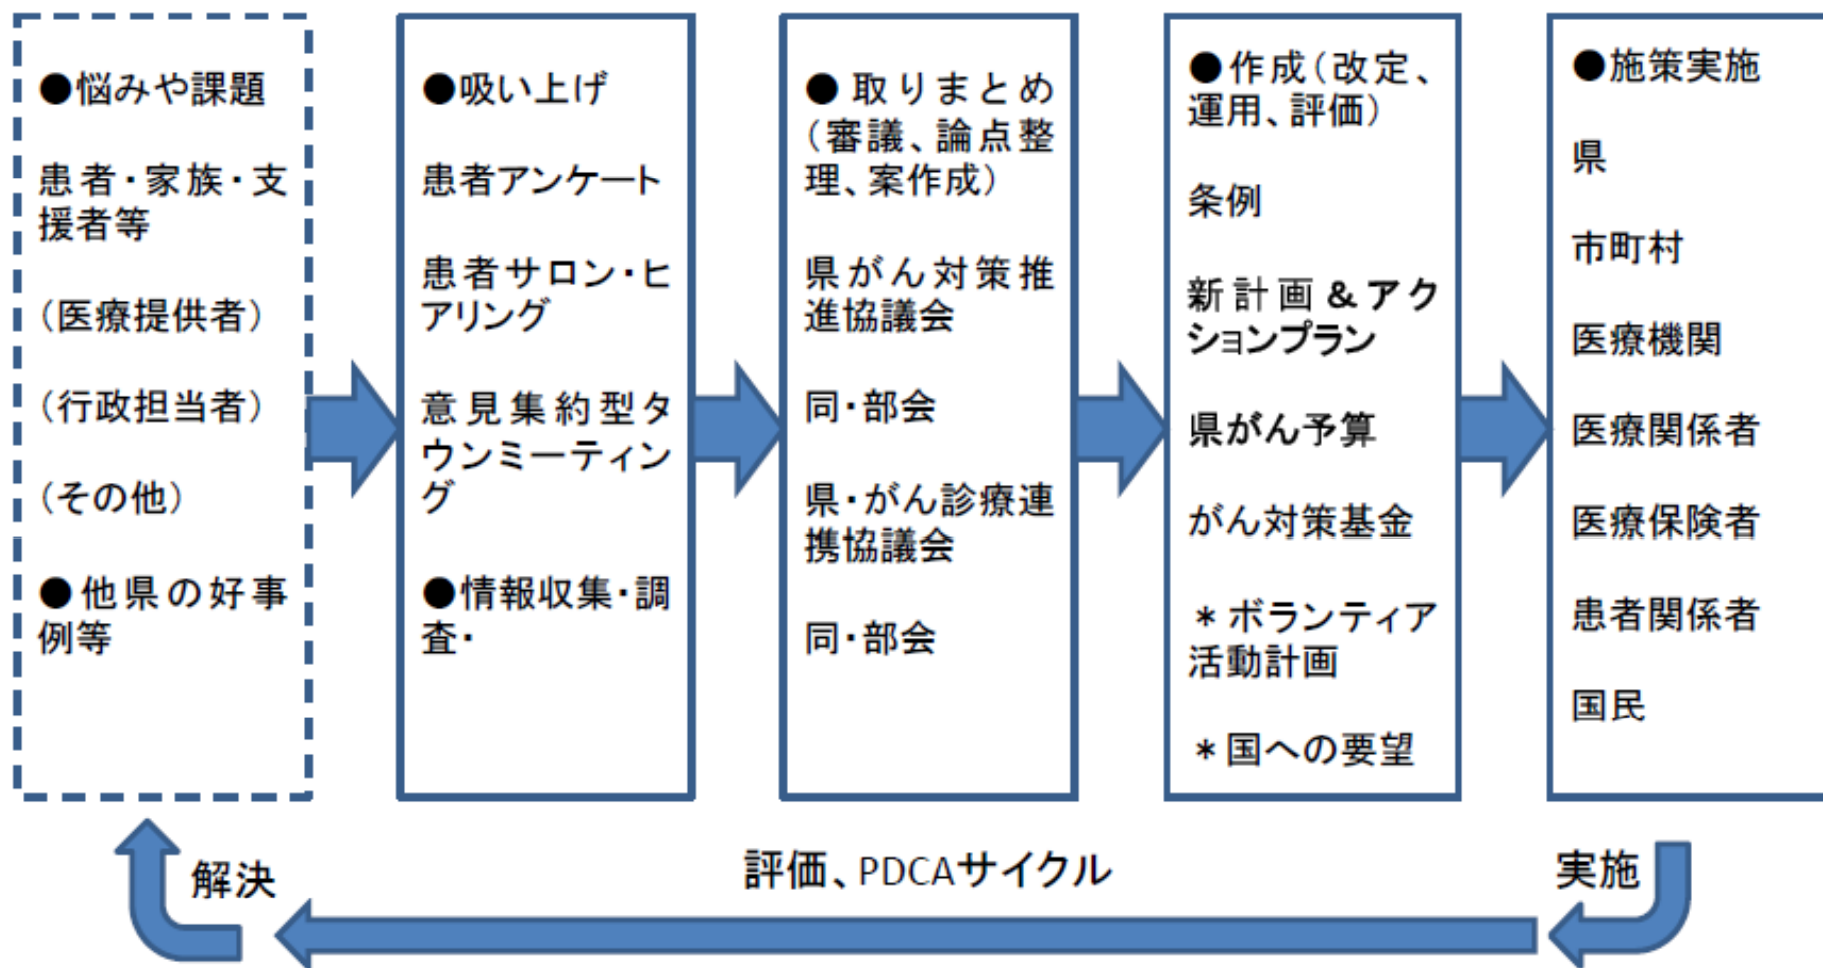 ●悩みや課題
患者・家族・支
援者等
（医療提供者）
（行政担当者）
（その他）
●他県の好事
例等
●吸い上げ
患者アンケート
患者サロン・ヒ
アリング
意見集約型タ
ウンミーティン
グ
●情報収集・調
査・
●取りまとめ
（審議、論点整
理、案作成）
県がん対策推
進協議会
同・部会
県・がん診療連
携協議会
同・部会
●作成（改定、
運用、評価）
条例
新計画＆アク
ションプラン
県がん予算
がん対策基金
＊ボランティア
活動計画
＊国への要望
●施策実施
県
市町村
医療機関
医療関係者
医療保険者
患者関係者
国民
解決
評価、PDCAサイクル
実施